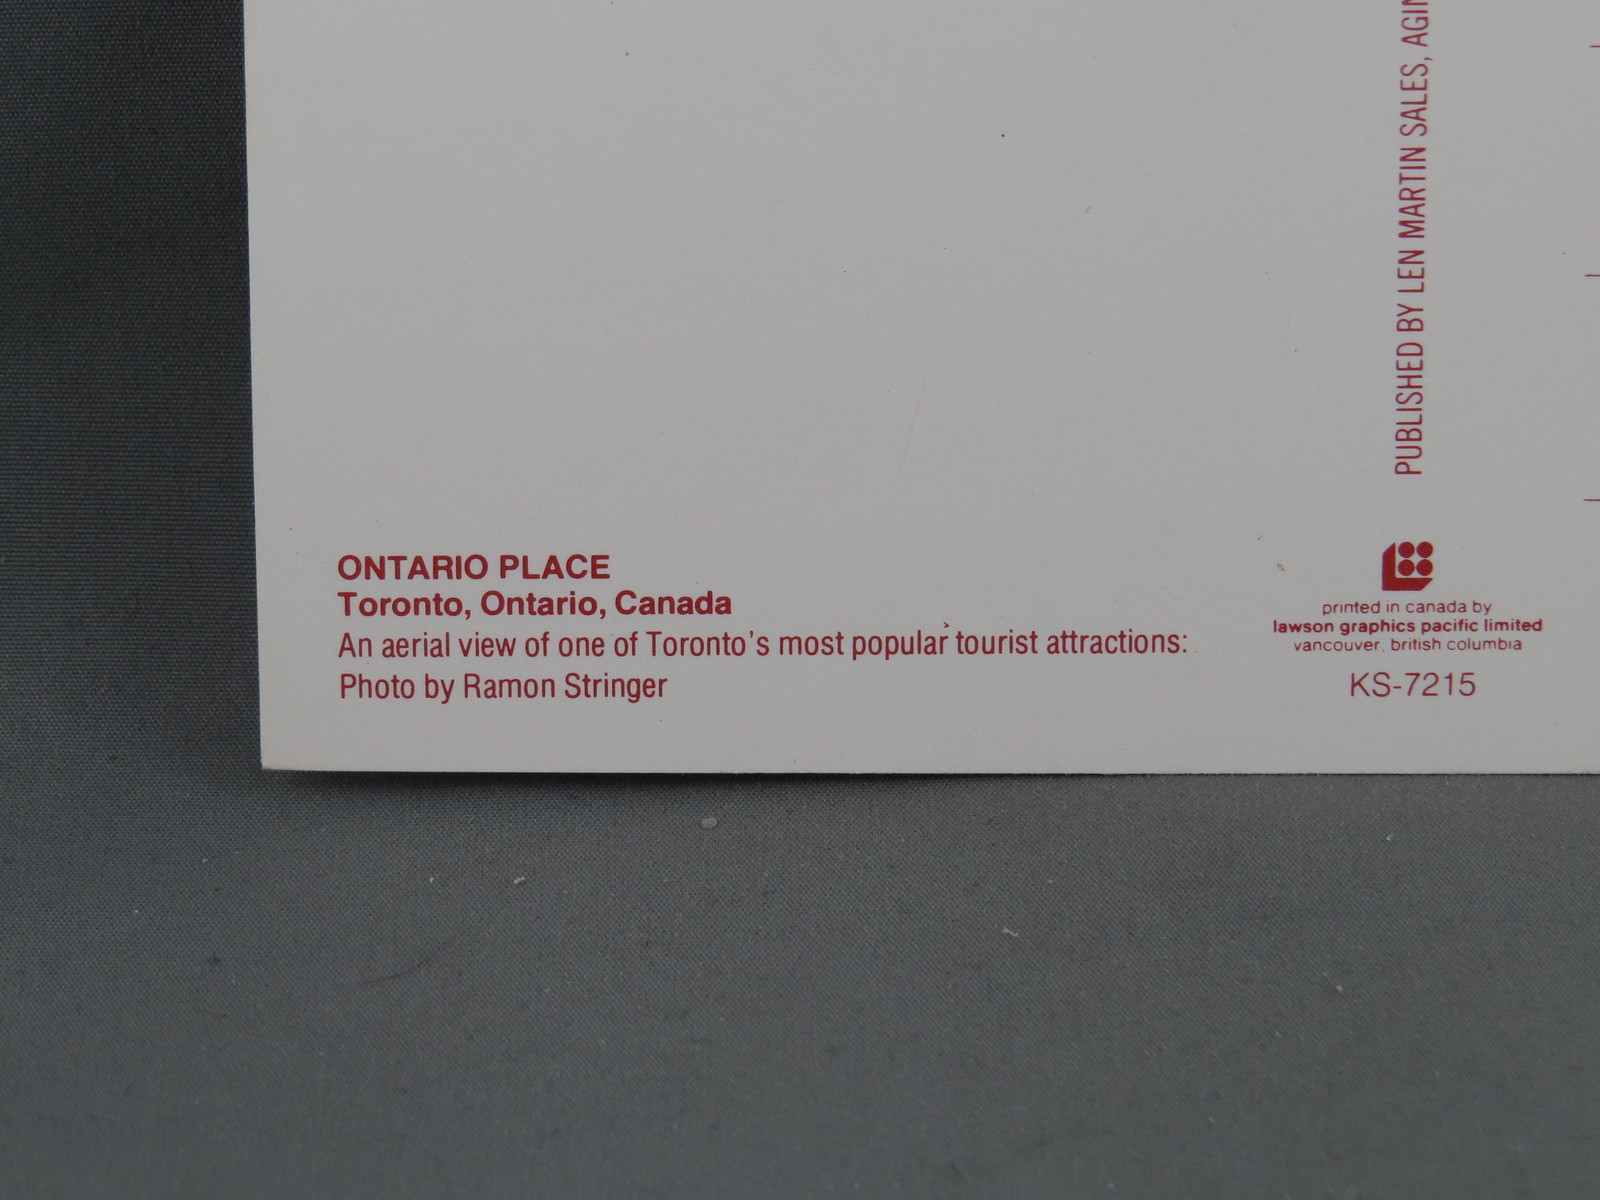 ONTARIO PLACE
Toronto, Ontario, Canada
An aerial view of one of Toronto's most popular tourist attractions:
Photo by Ramon Stringer
PUBLISHED BY LEN MARTIN SALES,
printed in canada by
lawson graphics pacific limited
vancouver, british columbia
KS-7215